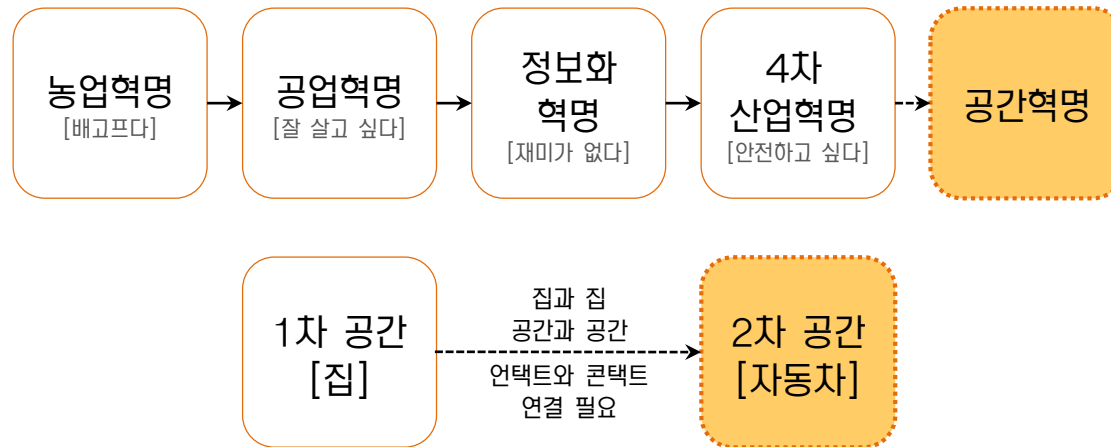 농업혁명
[배고프다]
공업혁명
[잘 살고 싶다]
정보화
혁명
[재미가 없다]
4차
산업혁명
[안전하고 싶다]
공간혁명
1차 공간
[집]
집과 집
공간과 공간
언택트와 콘택트
연결 필요
2차 공간
[자동차]